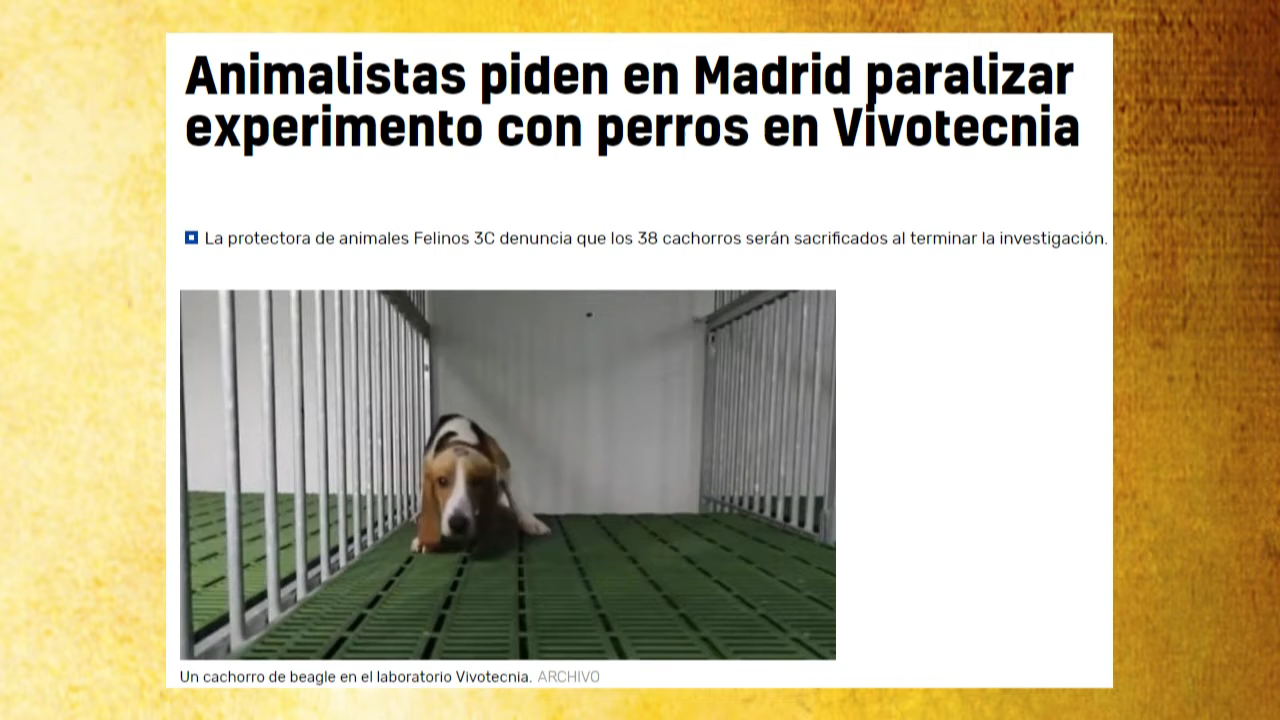 Animalistas piden en Madrid paralizar
experimento con perros en Vivotecnia
La protectora de animales Felinos 3C denuncia que los 38 cachorros serán sacrificados al terminar la investigación.
Un cachorro de beagle en el laboratorio Vivotecnia. ARCHIVO